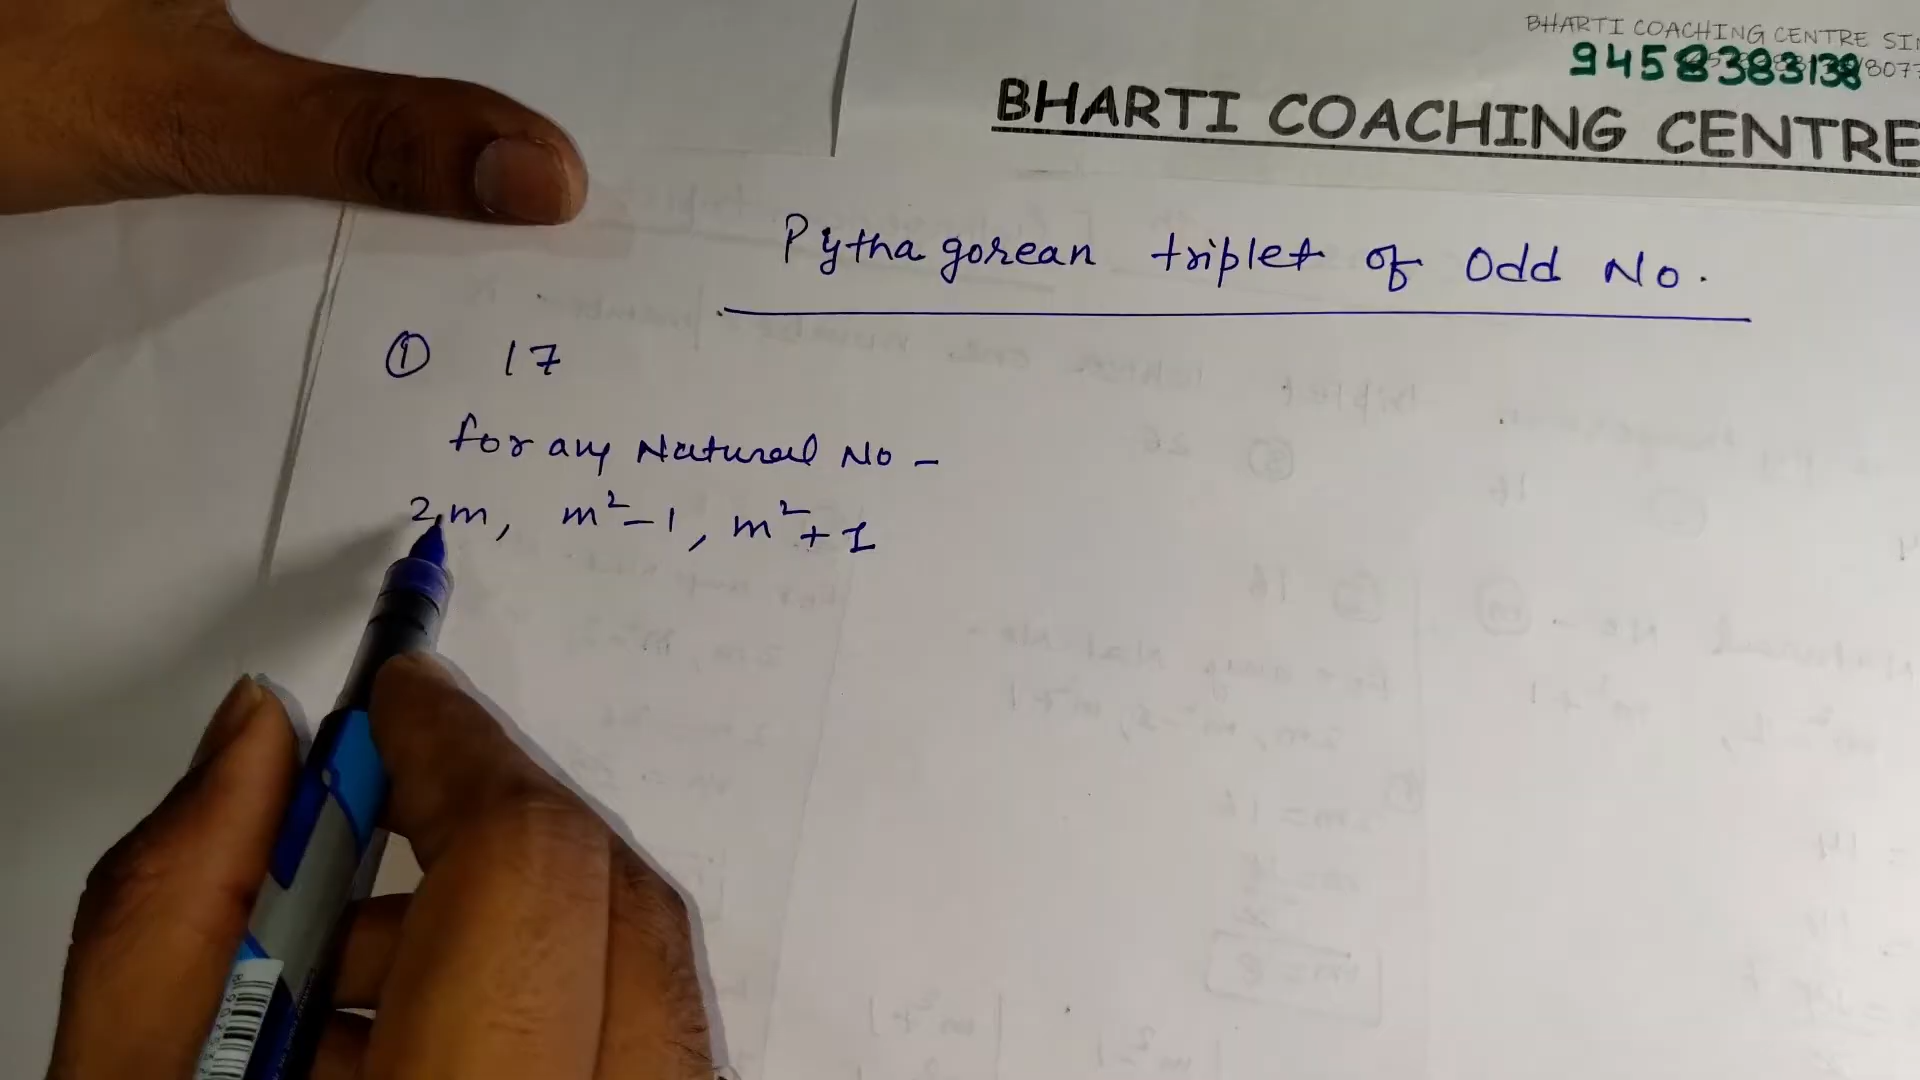 BHARTI COACHING CENTRE
9458383138
BHARTI COACHING CENTRE
Pythagorean triplet of Odd No.
① 17
for any Natural No –
2m, m²-1, m²+1